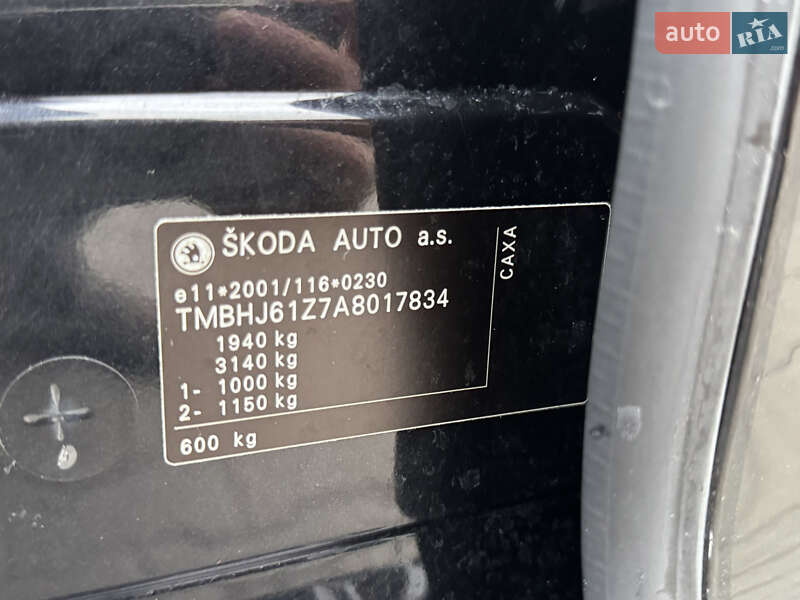 auto RIA
.com
ŠKODA AUTO a.s.
CAXA
e11*2001/116*0230
TMBHJ61Z7A8017834
1940 kg
3140 kg
1- 1000 kg
2- 1150 kg
600 kg